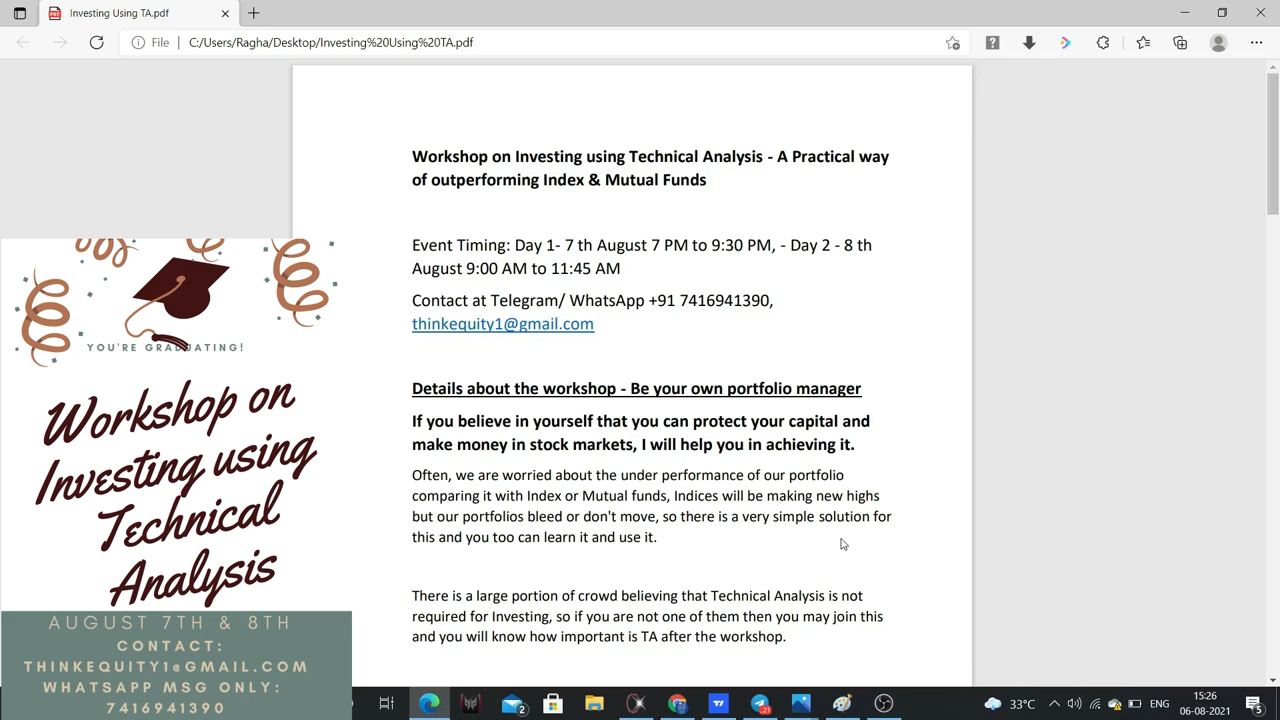 Investing Using TA.pdf
File
C:/Users/Ragha/Desktop/Investing%20Using%20TA.pdf
Workshop on Investing using Technical Analysis - A Practical way
of outperforming Index & Mutual Funds
Event Timing: Day 1- 7 th August 7 PM to 9:30 PM, - Day 2 - 8 th
August 9:00 AM to 11:45 AM
Contact at Telegram/ WhatsApp +91 7416941390,
thinkequity1@gmail.com
Details about the workshop - Be your own portfolio manager
If you believe in yourself that you can protect your capital and
make money in stock markets, I will help you in achieving it.
Often, we are worried about the under performance of our portfolio
comparing it with Index or Mutual funds, Indices will be making new highs
but our portfolios bleed or don't move, so there is a very simple solution for
this and you too can learn it and use it.
There is a large portion of crowd believing that Technical Analysis is not
required for Investing, so if you are not one of them then you may join this
and you will know how important is TA after the workshop.
YOU'RE GRADUATING!
Workshop on
Investing using
Technical
Analysis
AUGUST 7TH & 8TH
CONTACT:
THINKEQUITY1@GMAIL.COM
WHATSAPP MSG ONLY:
7416941390
2
21
33°C
ENG
15:26
06-08-2021
5